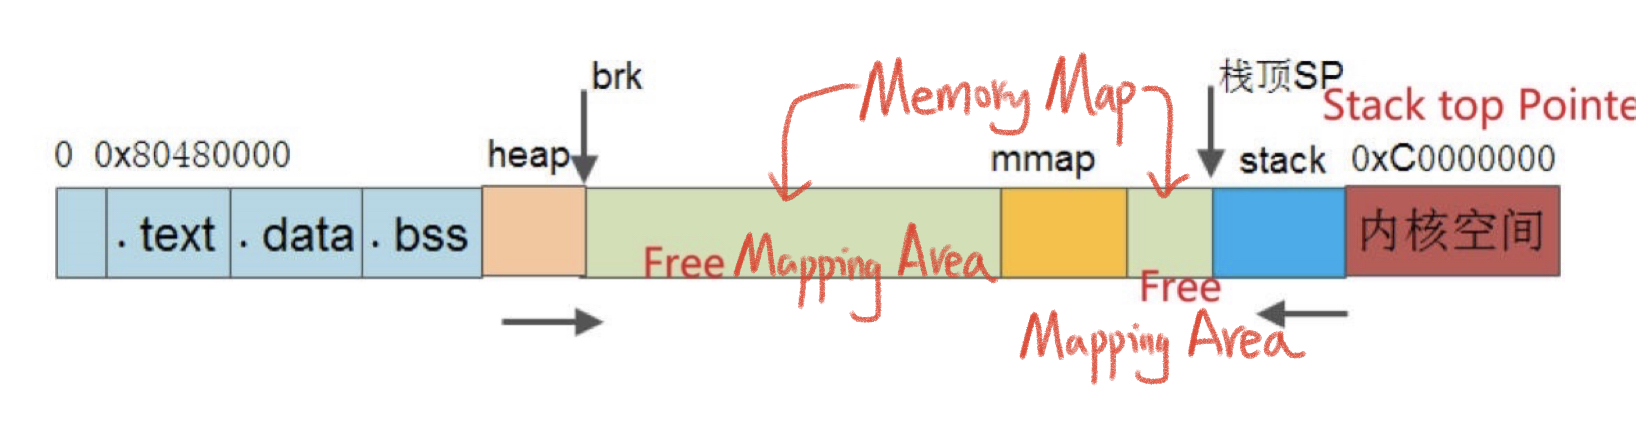 brk
Memory Map
栈顶SP
Stack top Pointe
0 0x80480000
heap
mmap
stack
0xC0000000
. text
. data
. bss
Free Mapping Area
内核空间
Free
Mapping Area